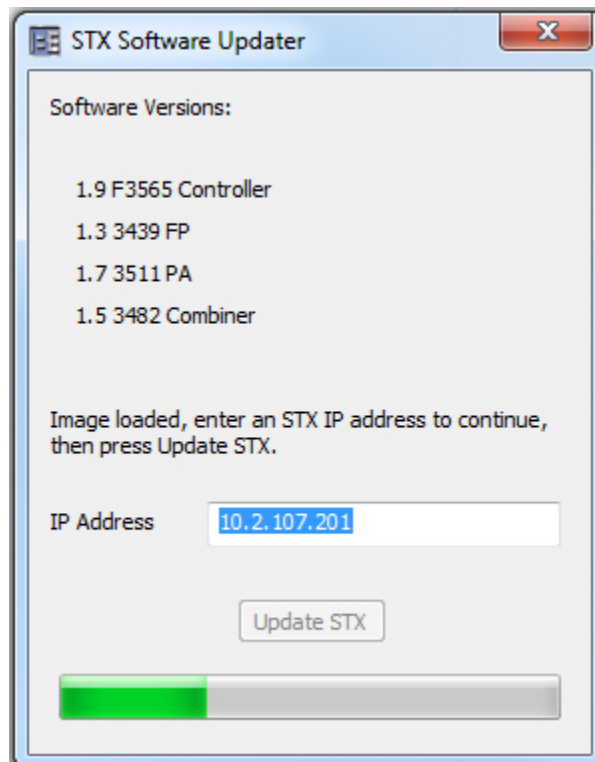 STX Software Updater
Software Versions:
1.9 F3565 Controller
1.3 3439 FP
1.7 3511 PA
1.5 3482 Combiner
Image loaded, enter an STX IP address to continue,
then press Update STX.
IP Address 10.2.107.201
Update STX